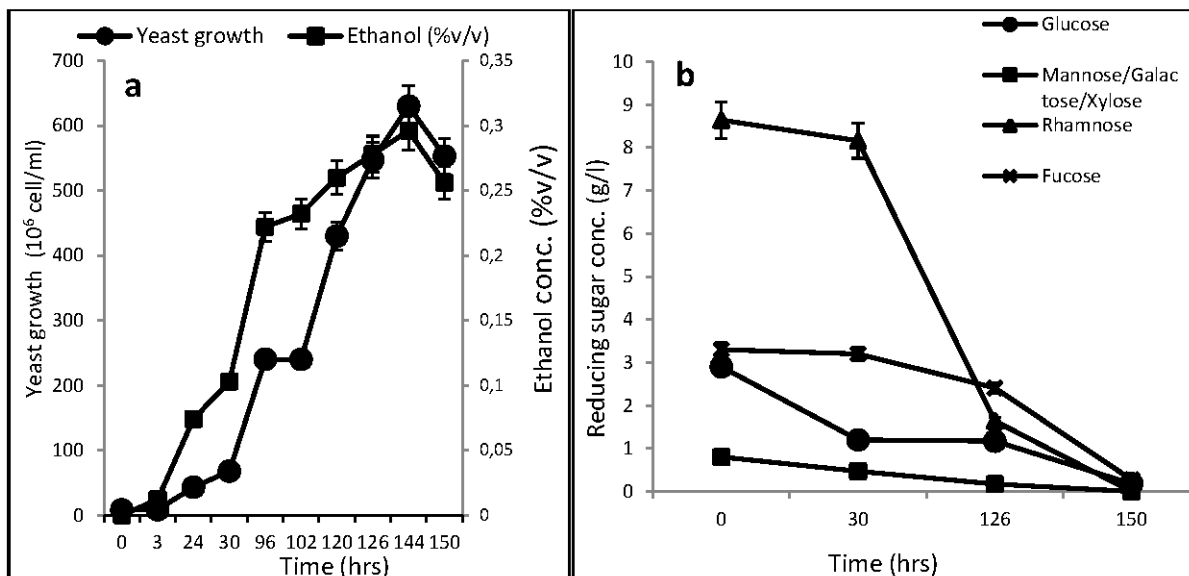 Yeast growth
Ethanol (%v/v)
a
700
600
500
400
300
200
100
0
Yeast growth (10⁶ cell/ml)
0,35
0,3
0,25
0,2
0,15
0,1
0,05
0
Ethanol conc. (%v/v)
0 3 24 30 96 102 120 126 144 150
Time (hrs)
b
Glucose
Mannose/Galac
tose/Xylose
Rhamnose
Fucose
10
9
8
7
6
5
4
3
2
1
0
Reducing sugar conc. (g/l)
0 30 126 150
Time (hrs)